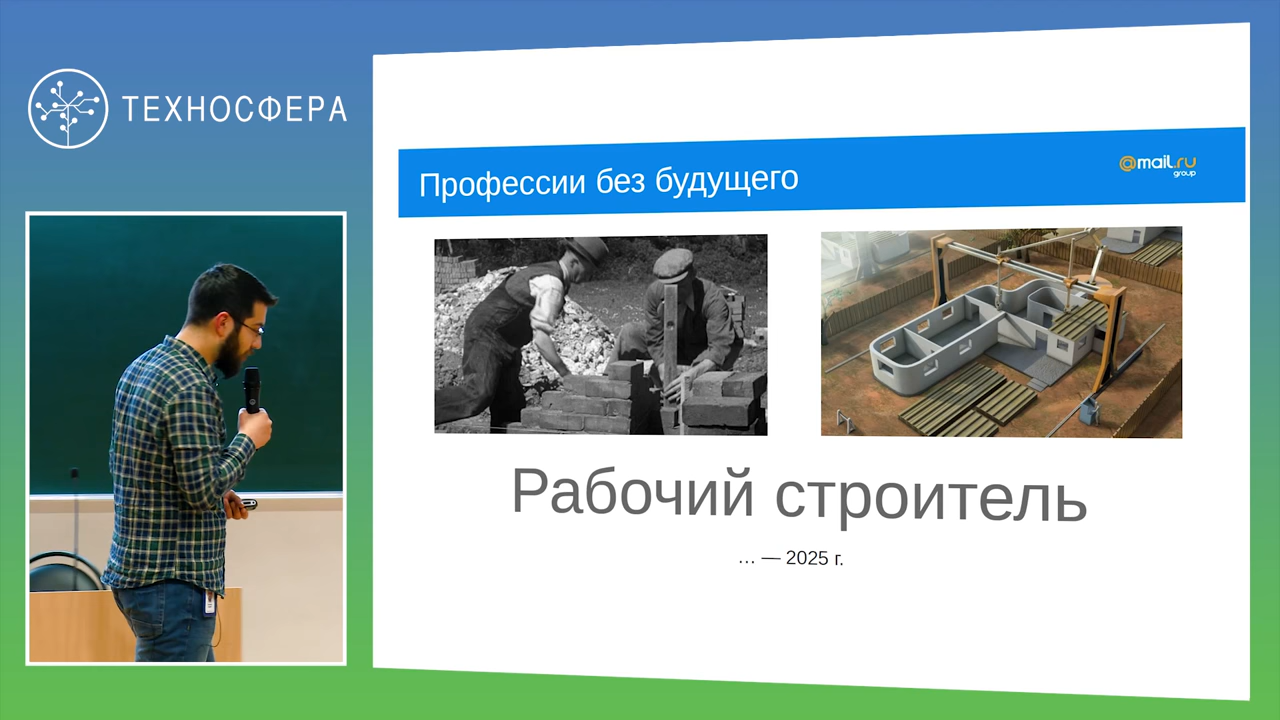 ТЕХНОСФЕРА
Профессии без будущего
@mail.ru
group
Рабочий строитель
... — 2025 г.